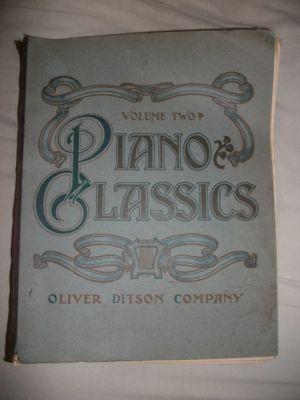 VOLUME TWO
PIANO
CLASSICS
OLIVER DITSON COMPANY